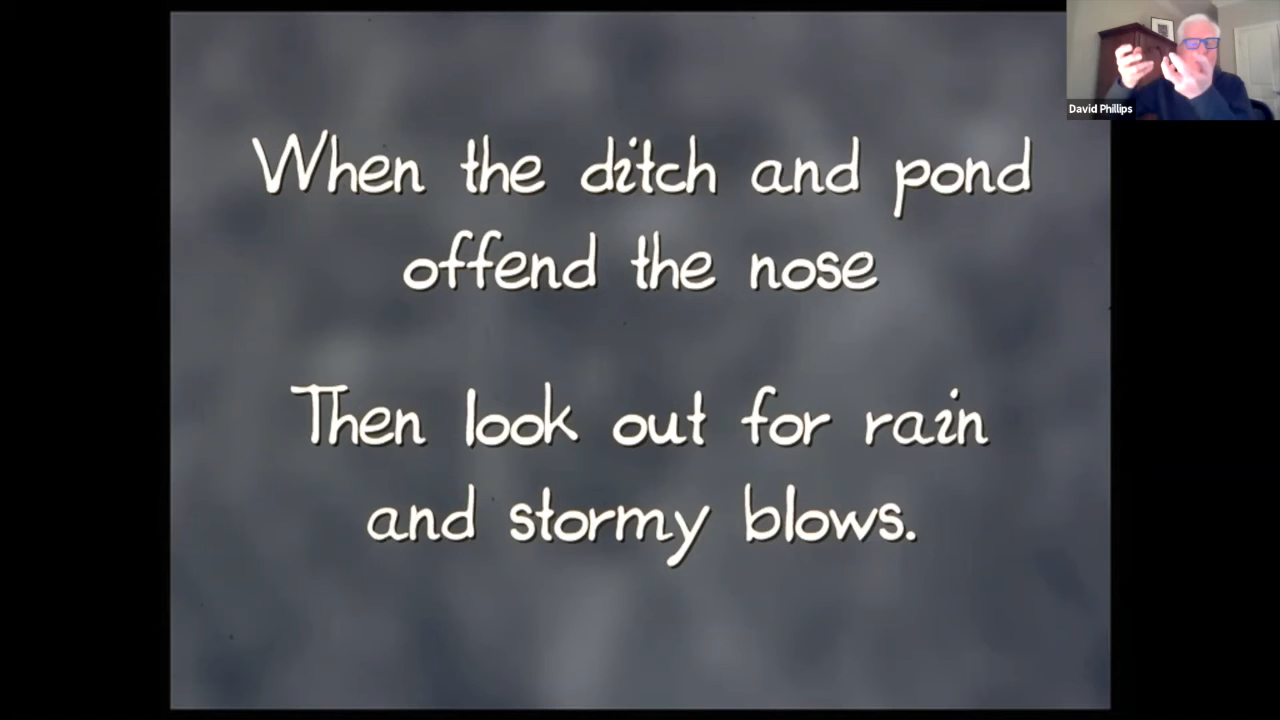 David Phillips
When the ditch and pond
offend the nose
Then look out for rain
and stormy blows.